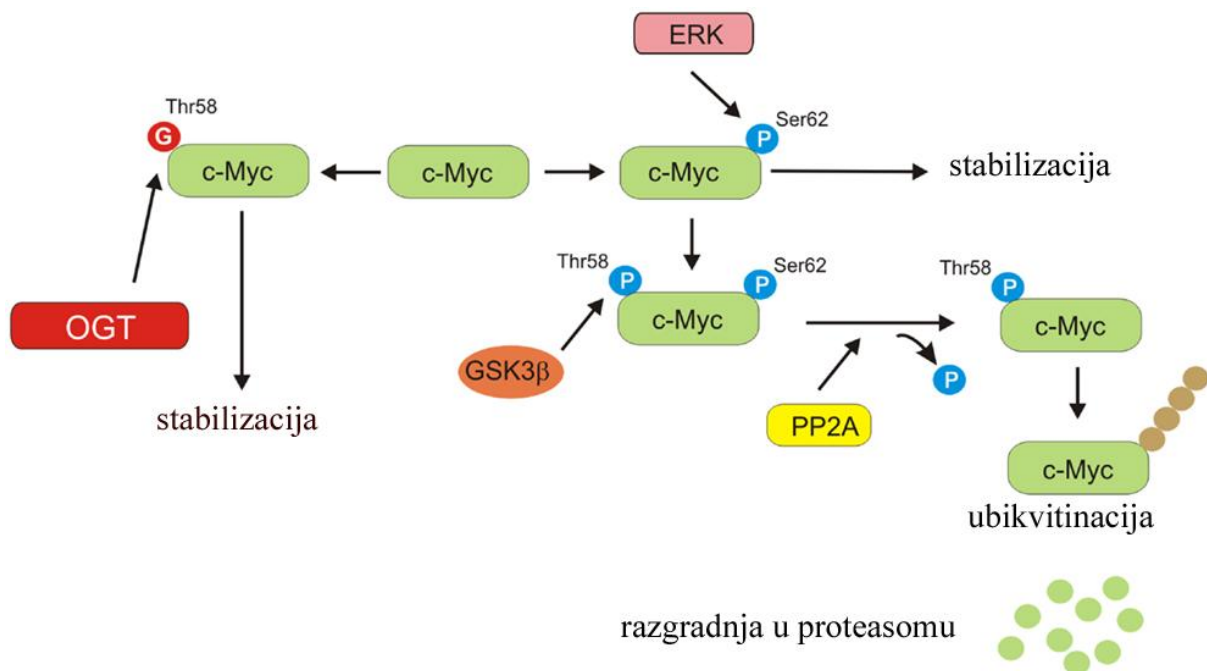 ERK
Thr58
G
c-Myc
c-Myc
Ser62
P
c-Myc
stabilizacija
OGT
stabilizacija
Thr58
P
Ser62
P
c-Myc
GSK3β
PP2A
P
Thr58
P
c-Myc
c-Myc
ubikvitinacija
razgradnja u proteasomu